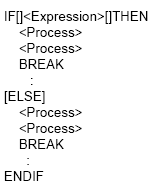 IF[]<Expression>[]THEN
<Process>
<Process>
BREAK
:
[ELSE]
<Process>
<Process>
BREAK
:
ENDIF